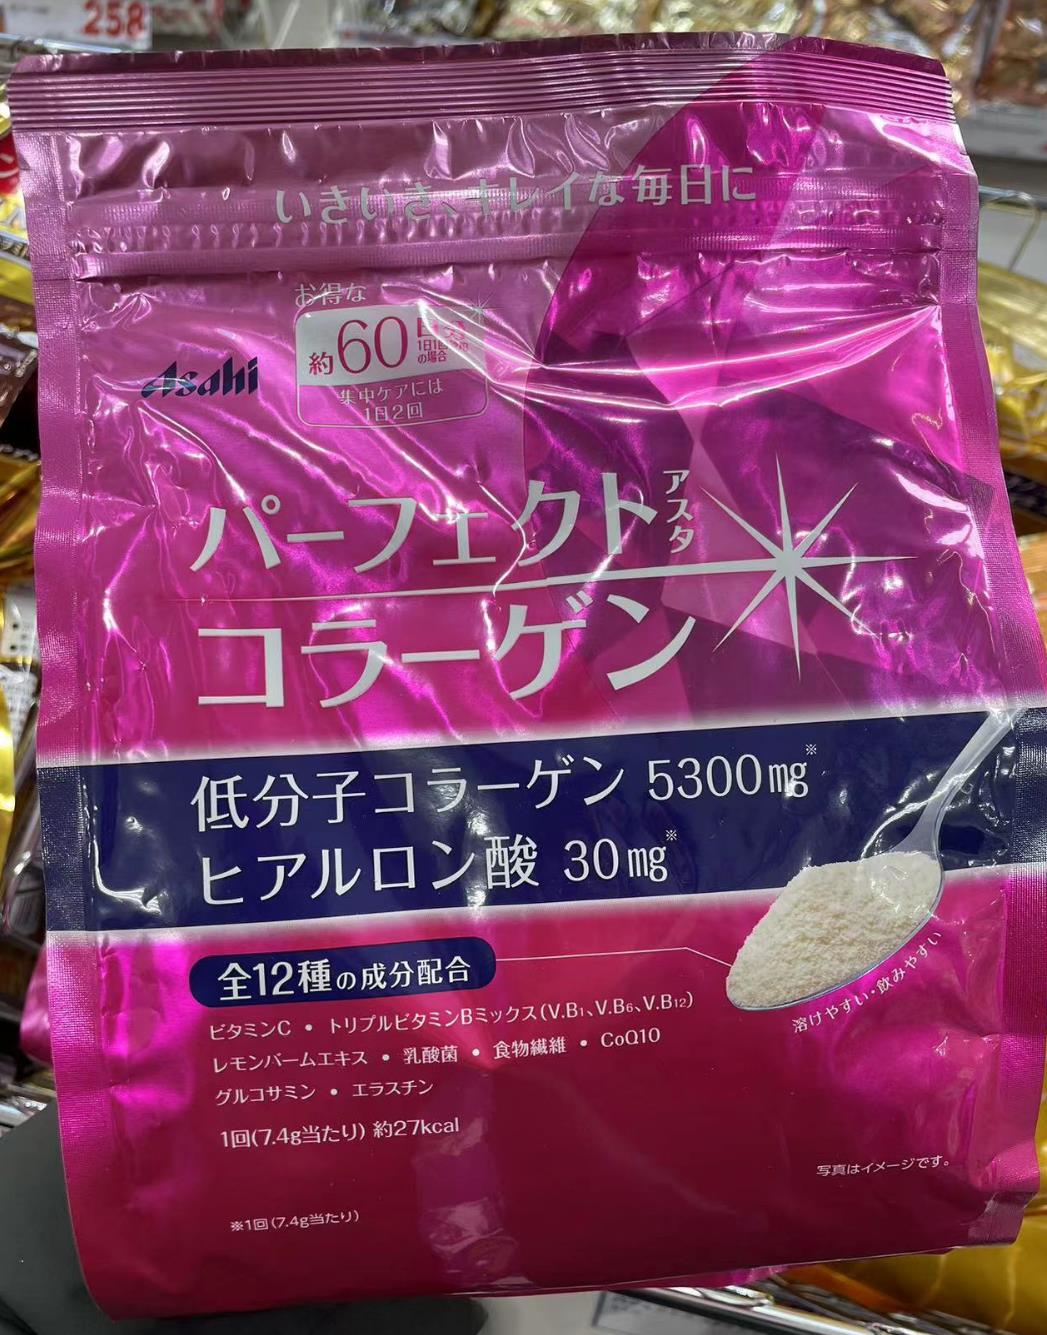 258
いきいき、キレイな毎日に
お得な
約60日分
1日1回
の場合
集中ケアには
1日2回
Asahi
パーフェクト
アスタ
コラーゲン
低分子コラーゲン 5300mg※
ヒアルロン酸 30mg※
全12種の成分配合
ビタミンC・トリプルビタミンBミックス(V.B1、V.B6、V.B12)
レモンバームエキス・乳酸菌・食物繊維・CoQ10
グルコサミン・エラスチン
1回(7.4g当たり) 約27kcal
溶けやすい・飲みやすい
写真はイメージです。
※1回(7.4g当たり)